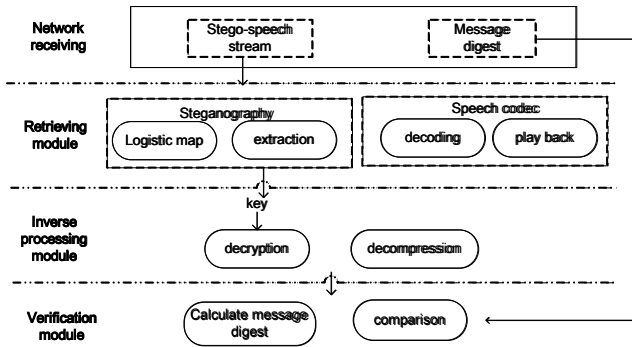 Network
receiving
Stego-speech
stream
Message
digest
Retrieving
module
Steganography
Logistic map
extraction
Speech codec
decoding
play back
key
Inverse
processing
module
decryption
decompression
Verification
module
Calculate message
digest
comparison